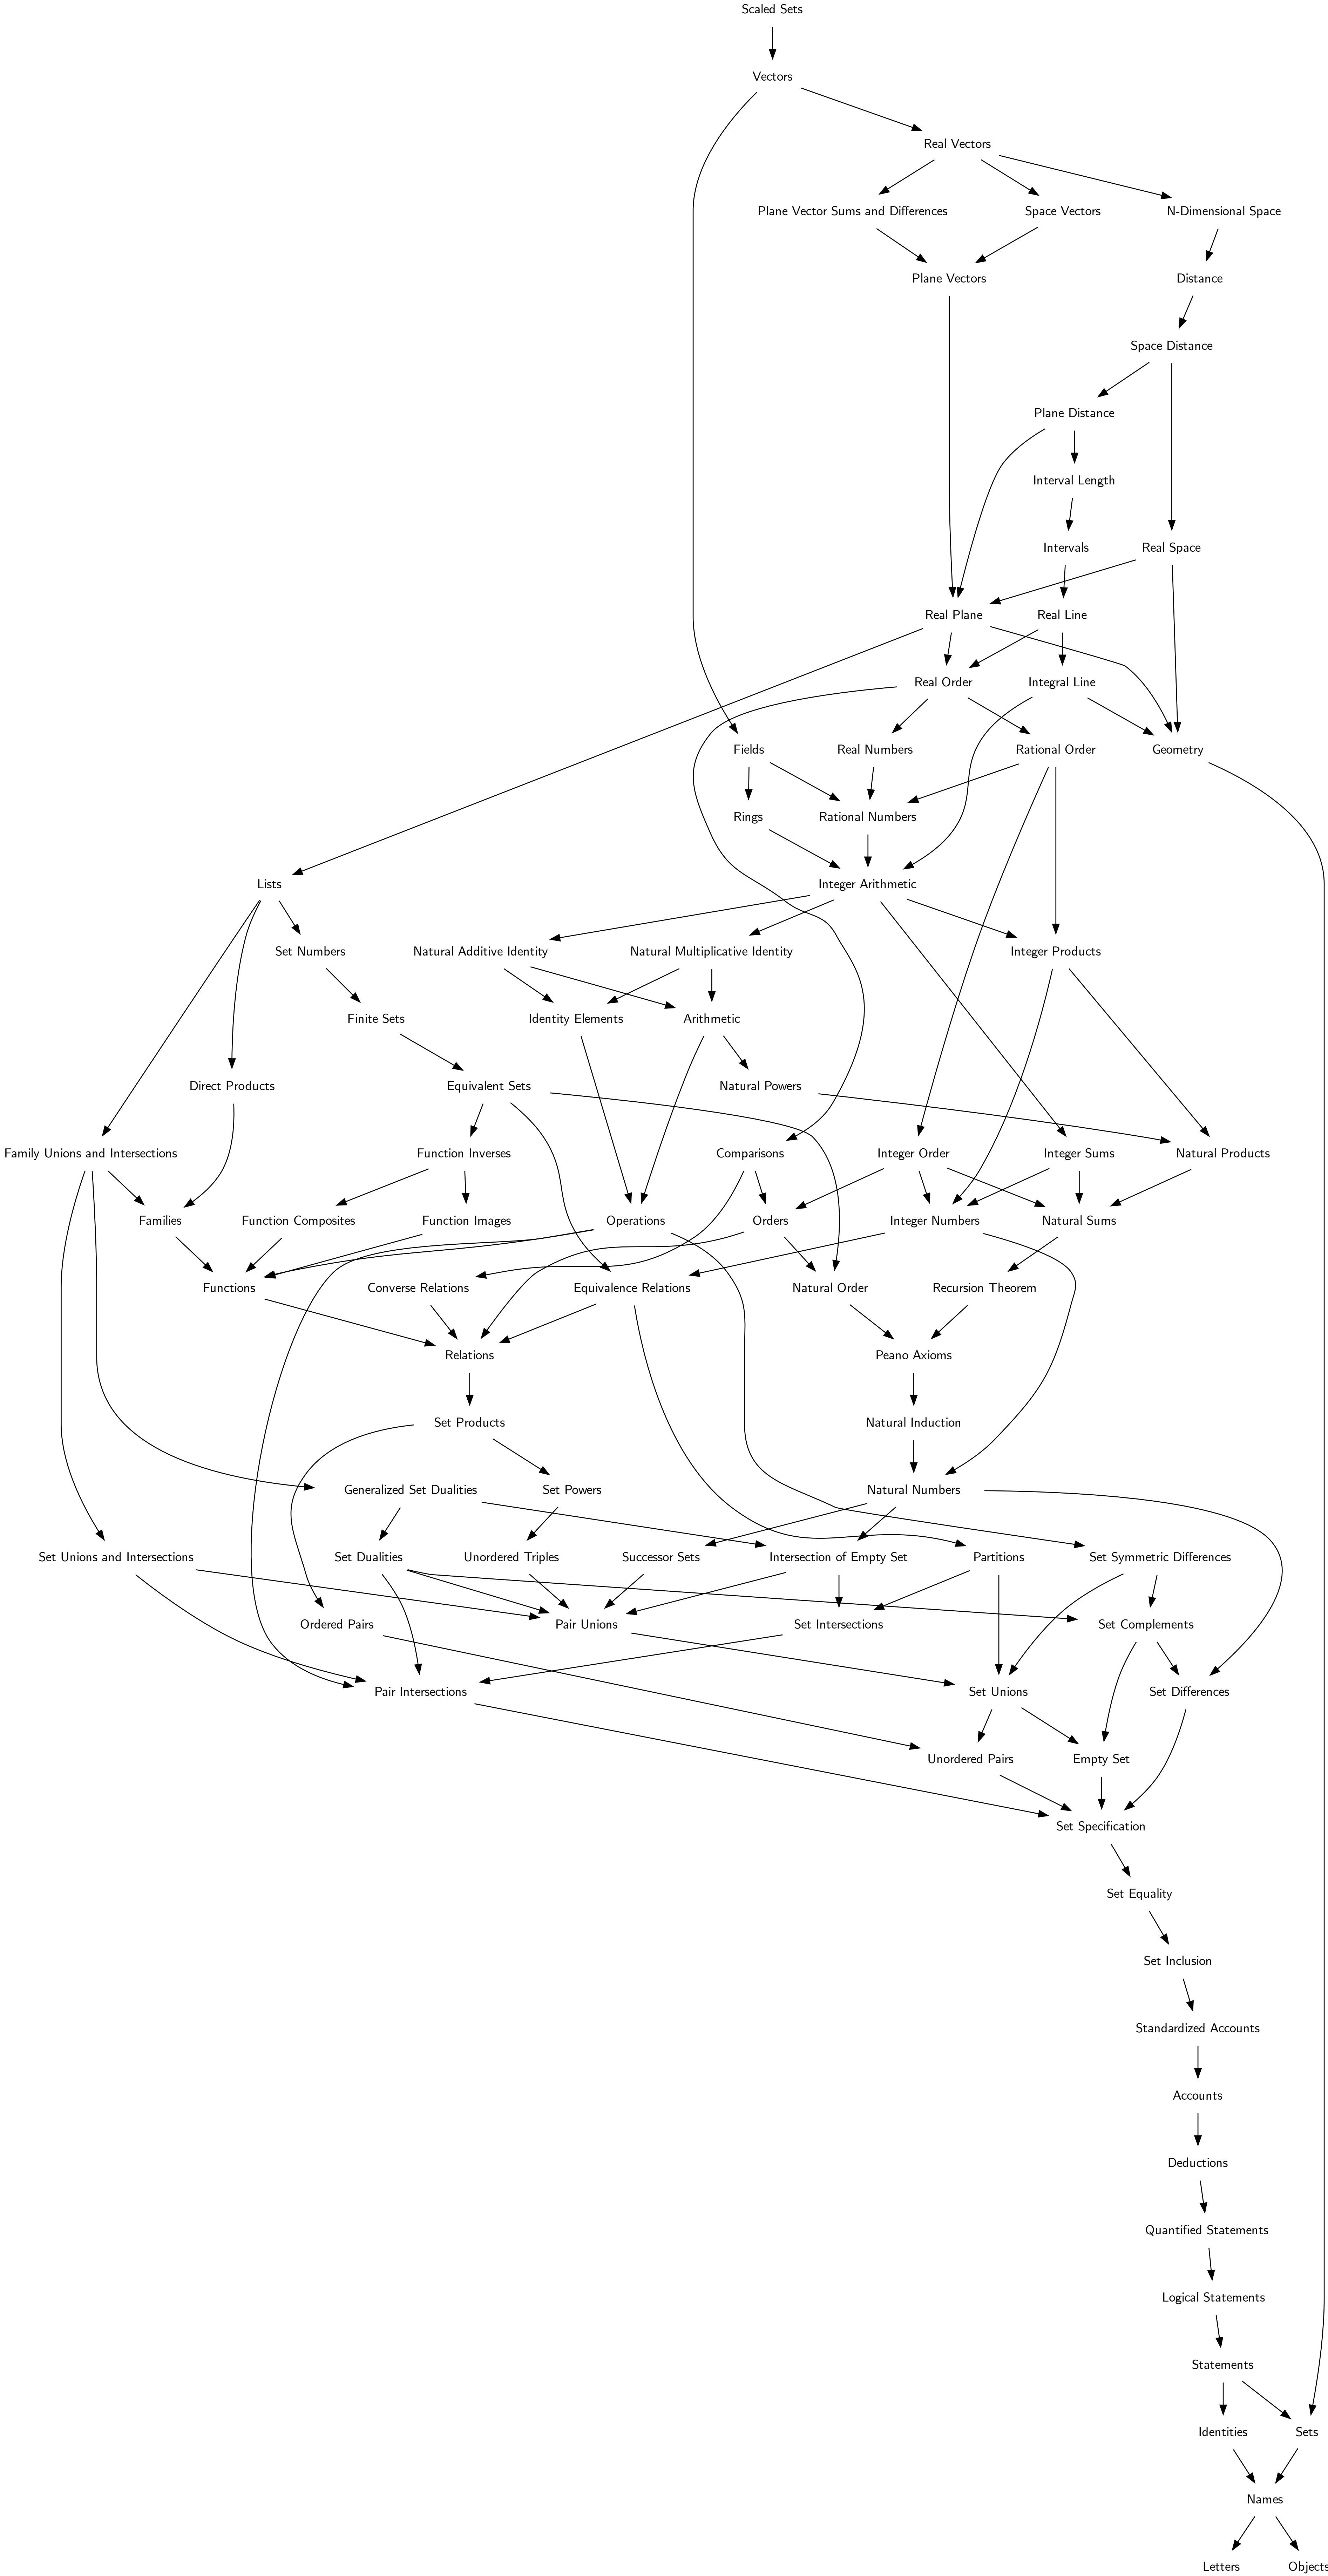 Scaled Sets
Vectors
Real Vectors
Plane Vector Sums and Differences
Space Vectors
N-Dimensional Space
Plane Vectors
Distance
Space Distance
Plane Distance
Interval Length
Intervals
Real Space
Real Plane
Real Line
Real Order
Integral Line
Fields
Real Numbers
Rational Order
Geometry
Rings
Rational Numbers
Lists
Integer Arithmetic
Set Numbers
Natural Additive Identity
Natural Multiplicative Identity
Integer Products
Finite Sets
Identity Elements
Arithmetic
Direct Products
Equivalent Sets
Natural Powers
Family Unions and Intersections
Function Inverses
Comparisons
Integer Order
Integer Sums
Natural Products
Families
Function Composites
Function Images
Operations
Orders
Integer Numbers
Natural Sums
Functions
Converse Relations
Equivalence Relations
Natural Order
Recursion Theorem
Relations
Peano Axioms
Set Products
Natural Induction
Generalized Set Dualities
Set Powers
Natural Numbers
Set Unions and Intersections
Set Dualities
Unordered Triples
Successor Sets
Intersection of Empty Set
Partitions
Set Symmetric Differences
Ordered Pairs
Pair Unions
Set Intersections
Set Complements
Pair Intersections
Set Unions
Set Differences
Unordered Pairs
Empty Set
Set Specification
Set Equality
Set Inclusion
Standardized Accounts
Accounts
Deductions
Quantified Statements
Logical Statements
Statements
Identities
Sets
Names
Letters
Objects